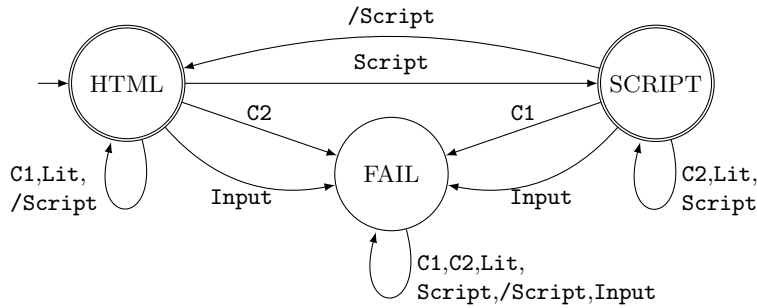 /Script
Script
HTML
SCRIPT
C2
C1
FAIL
C1,Lit,
/Script
Input
Input
C2,Lit,
Script
C1,C2,Lit,
Script,/Script,Input